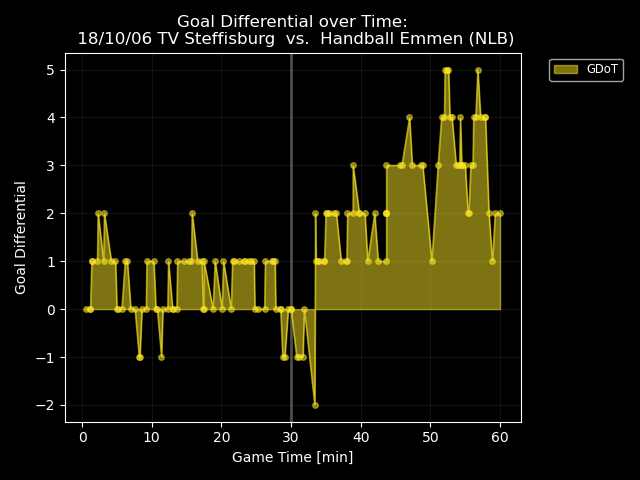 Goal Differential over Time:
18/10/06 TV Steffisburg  vs.  Handball Emmen (NLB)
GDoT
Goal Differential
5
4
3
2
1
0
−1
−2
0 10 20 30 40 50 60
Game Time [min]